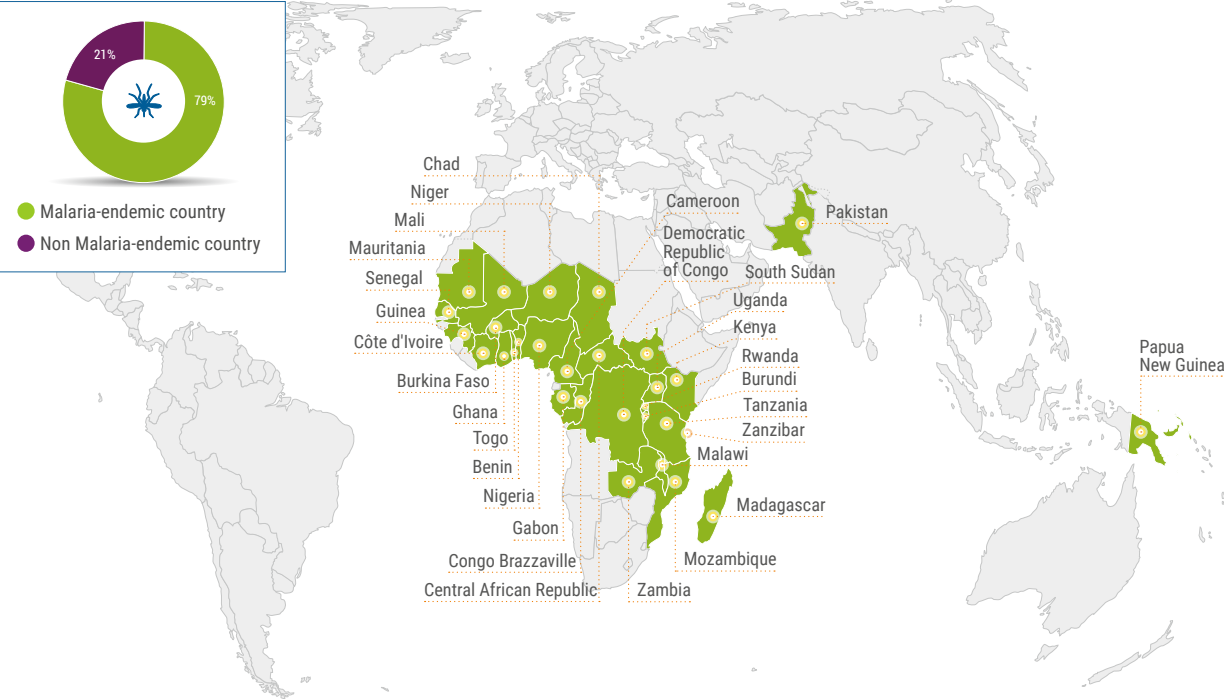 21%
79%
Malaria-endemic country
Non Malaria-endemic country
Chad
Niger
Mali
Mauritania
Senegal
Guinea
Côte d'Ivoire
Burkina Faso
Ghana
Togo
Benin
Nigeria
Gabon
Congo Brazzaville
Central African Republic
Cameroon
Democratic
Republic
of Congo
South Sudan
Uganda
Kenya
Rwanda
Burundi
Tanzania
Zanzibar
Malawi
Madagascar
Mozambique
Zambia
Pakistan
Papua
New Guinea